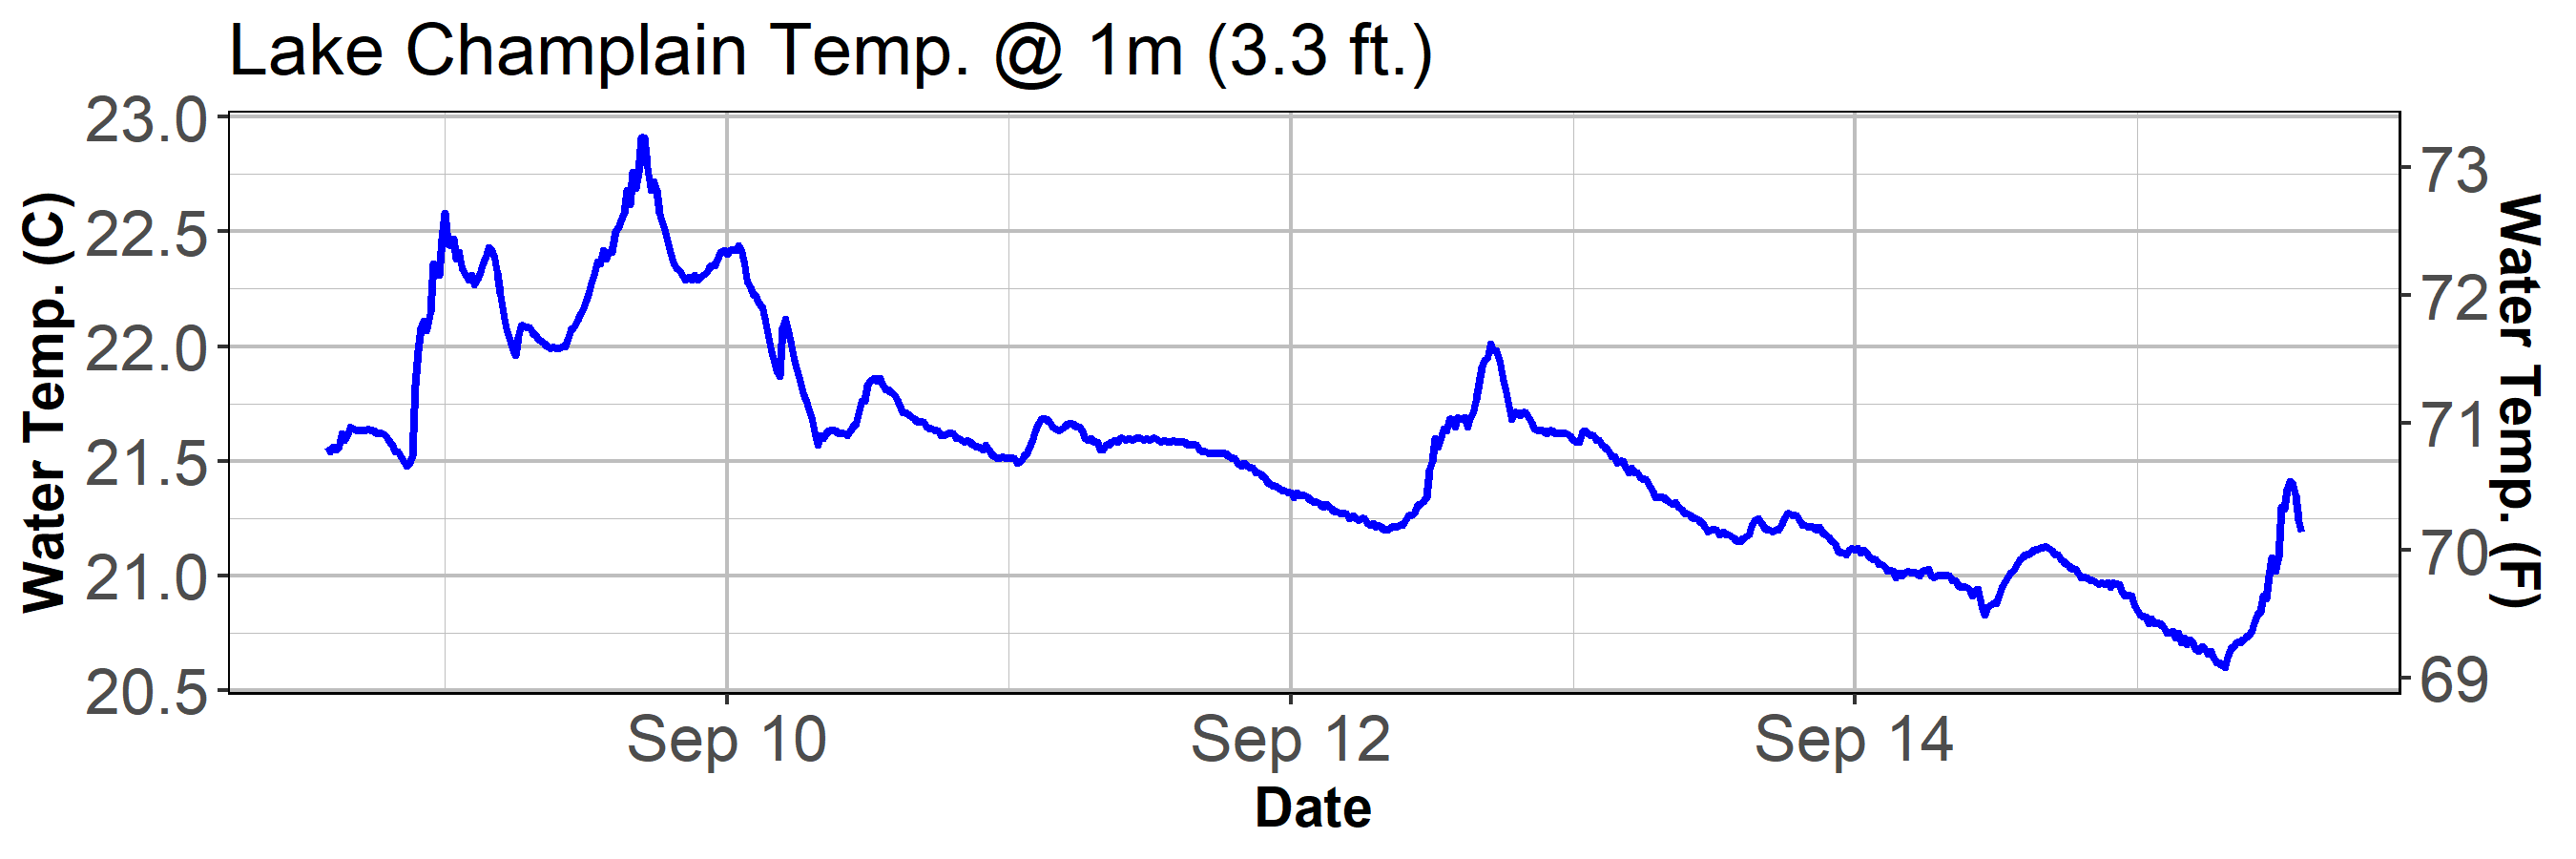 Lake Champlain Temp. @ 1m (3.3 ft.)
Water Temp. (C)
23.0
22.5
22.0
21.5
21.0
20.5
73
72
71
70
69
Water Temp. (F)
Sep 10
Sep 12
Sep 14
Date